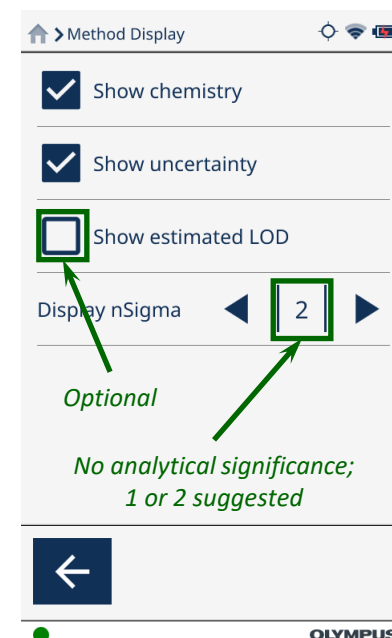 Method Display
Show chemistry
Show uncertainty
Show estimated LOD
Display nSigma
2
Optional
No analytical significance;
1 or 2 suggested
OLYMPUS